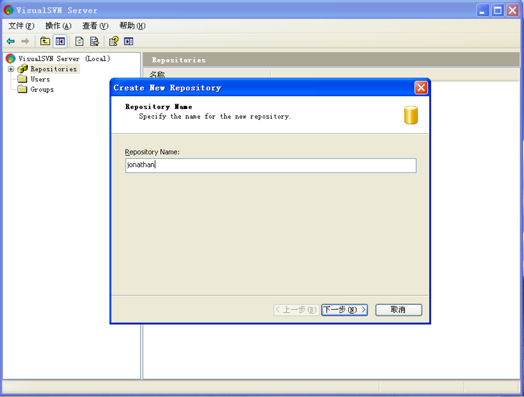 VisualSVN Server
文件(F) 操作(A) 查看(V) 帮助(H)
VisualSVN Server (Local)
Repositories
Users
Groups
Repositories
名称
Create New Repository
Repository Name
Specify the name for the new repository.
Repository Name:
jonathan
< 上一步(B) 下一步(N) > 取消